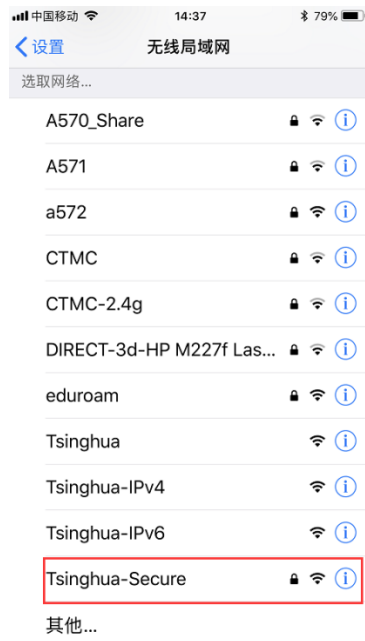 中国移动 14:37 79%
设置 无线局域网
选取网络...
A570_Share
A571
a572
CTMC
CTMC-2.4g
DIRECT-3d-HP M227f Las...
eduroam
Tsinghua
Tsinghua-IPv4
Tsinghua-IPv6
Tsinghua-Secure
其他...